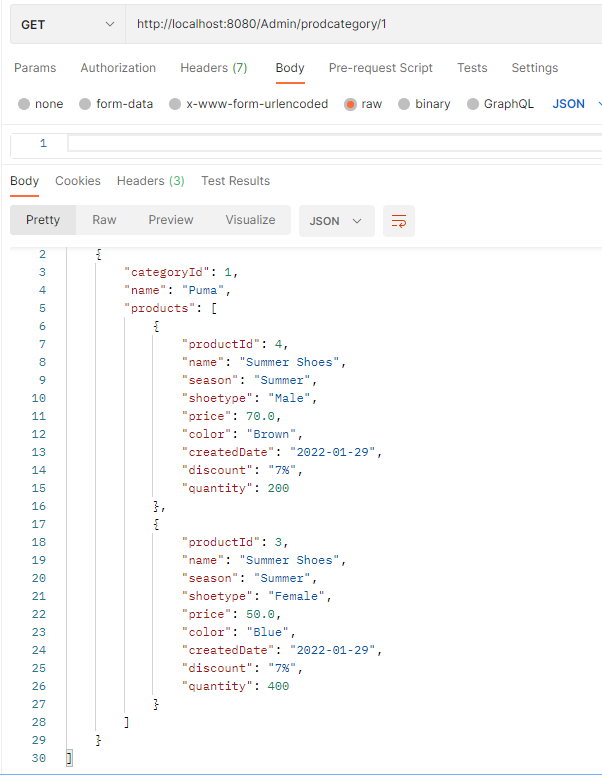 GET http://localhost:8080/Admin/prodcategory/1
Params Authorization Headers (7) Body Pre-request Script Tests Settings
none form-data x-www-form-urlencoded raw binary GraphQL JSON
1
Body Cookies Headers (3) Test Results
Pretty Raw Preview Visualize JSON
2 {
3 "categoryId": 1,
4 "name": "Puma",
5 "products": [
6 {
7 "productId": 4,
8 "name": "Summer Shoes",
9 "season": "Summer",
10 "shoetype": "Male",
11 "price": 70.0,
12 "color": "Brown",
13 "createdDate": "2022-01-29",
14 "discount": "7%",
15 "quantity": 200
16 },
17 {
18 "productId": 3,
19 "name": "Summer Shoes",
20 "season": "Summer",
21 "shoetype": "Female",
22 "price": 50.0,
23 "color": "Blue",
24 "createdDate": "2022-01-29",
25 "discount": "7%",
26 "quantity": 400
27 }
28 ]
29 }
30 ]